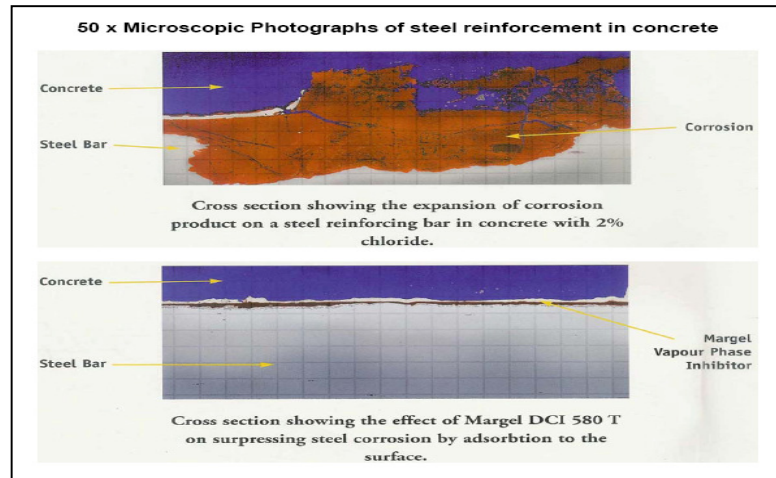 50 x Microscopic Photographs of steel reinforcement in concrete
Concrete
Steel Bar
Corrosion
Cross section showing the expansion of corrosion
product on a steel reinforcing bar in concrete with 2%
chloride.
Concrete
Steel Bar
Margel
Vapour Phase
Inhibitor
Cross section showing the effect of Margel DCI 580 T
on surpressing steel corrosion by adsorbtion to the
surface.